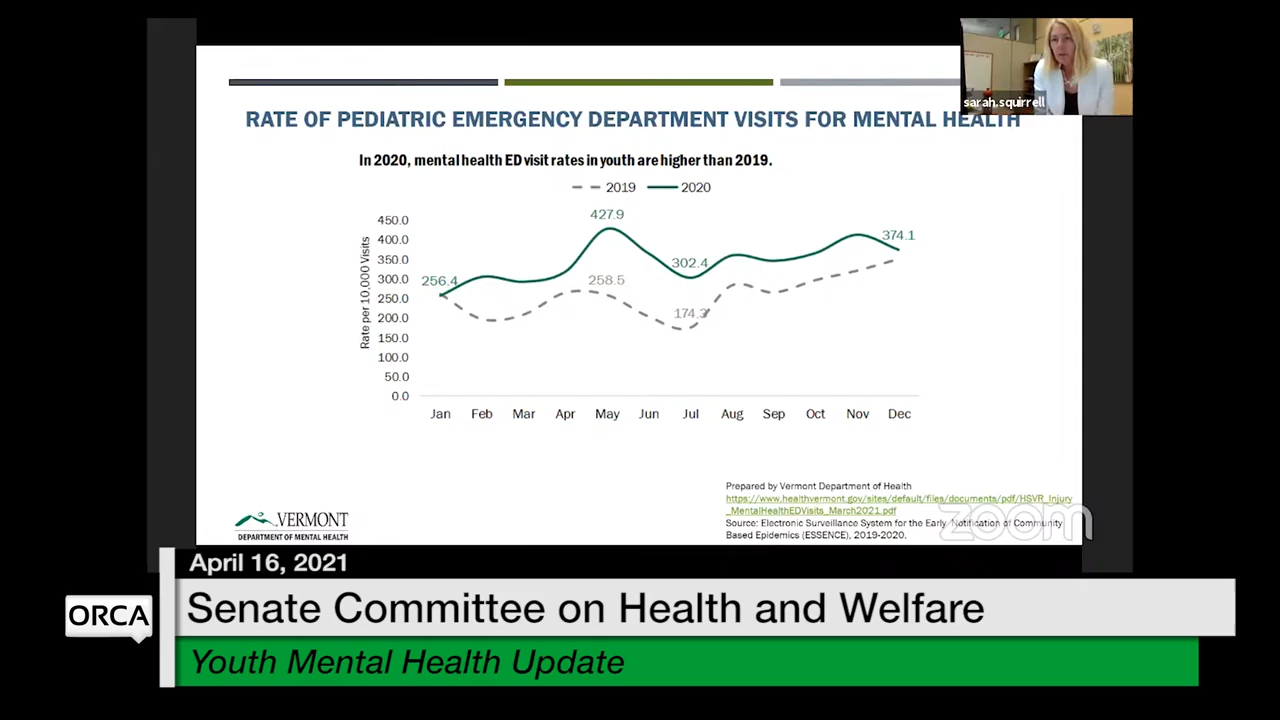 sarah.squirrell
RATE OF PEDIATRIC EMERGENCY DEPARTMENT VISITS FOR MENTAL HEALTH
In 2020, mental health ED visit rates in youth are higher than 2019.
2019 2020
Rate per 10,000 Visits
450.0
400.0
350.0
300.0
250.0
200.0
150.0
100.0
50.0
0.0
256.4
427.9
258.5
302.4
174.3
374.1
Jan Feb Mar Apr May Jun Jul Aug Sep Oct Nov Dec
Prepared by Vermont Department of Health
https://www.healthvermont.gov/sites/default/files/documents/pdf/HSVR_Injury
_MentalHealthEDVisits_March2021.pdf
Source: Electronic Surveillance System for the Early Notification of Community
Based Epidemics (ESSENCE), 2019-2020.
VERMONT
DEPARTMENT OF MENTAL HEALTH
zoom
April 16, 2021
ORCA
Senate Committee on Health and Welfare
Youth Mental Health Update